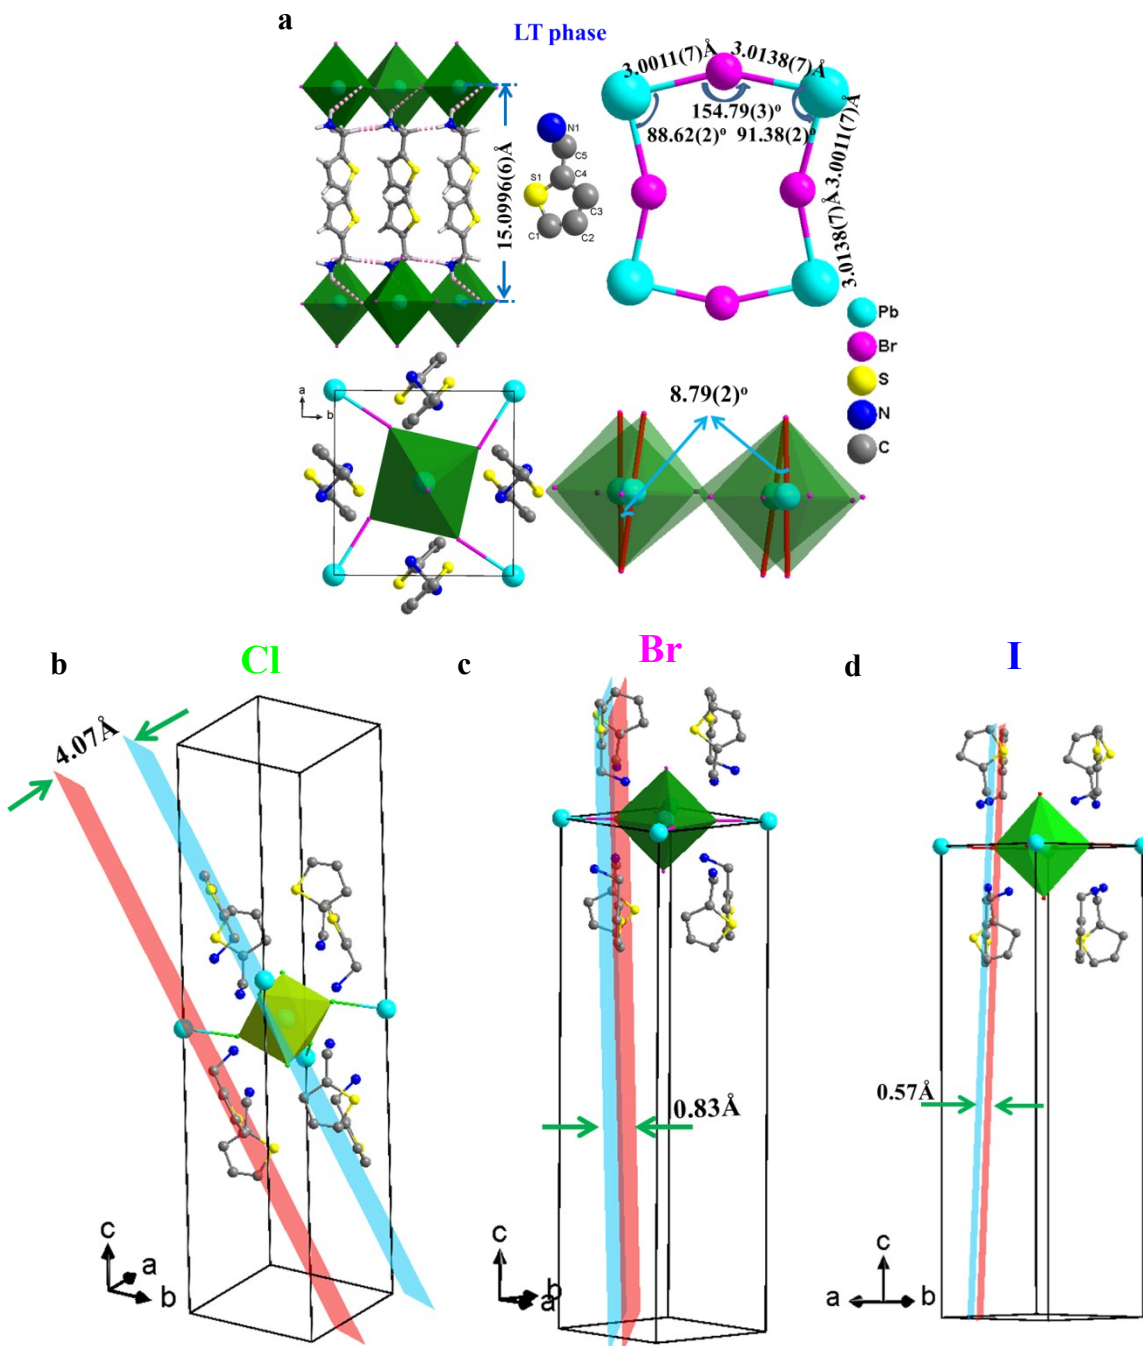 a
LT phase
3.0011(7)Å
3.0138(7)Å
154.79(3)º
88.62(2)º
91.38(2)º
3.0011(7)Å
3.0138(7)Å
15.0996(6)Å
N1
C5
S1
C4
C3
C1
C2
Pb
Br
S
N
C
a
b
8.79(2)º
b
Cl
c
Br
d
I
4.07Å
0.83Å
0.57Å
c
a
b
c
b
a
c
a
b